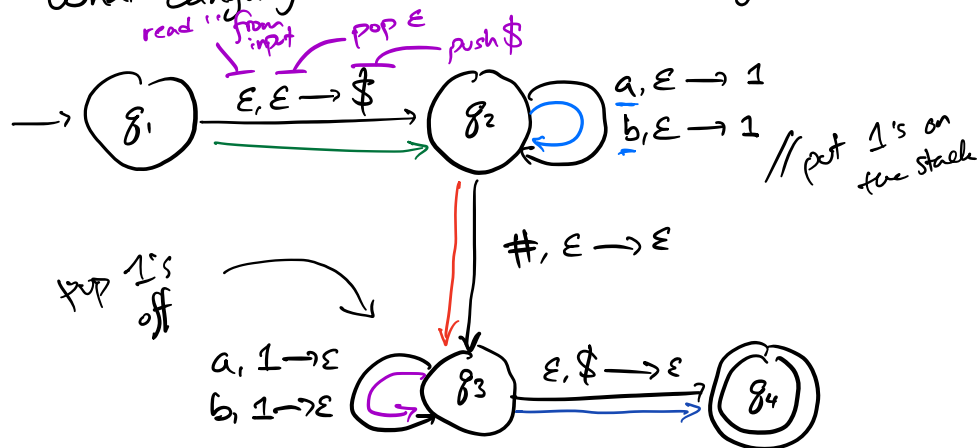 What
read "" from
input
pop ε
push $
ε, ε → $
q1
q2
a, ε → 1
b, ε → 1
// put 1's on
the stack
#, ε → ε
pop 1's
off
a, 1 → ε
b, 1 → ε
q3
ε, $ → ε
q4